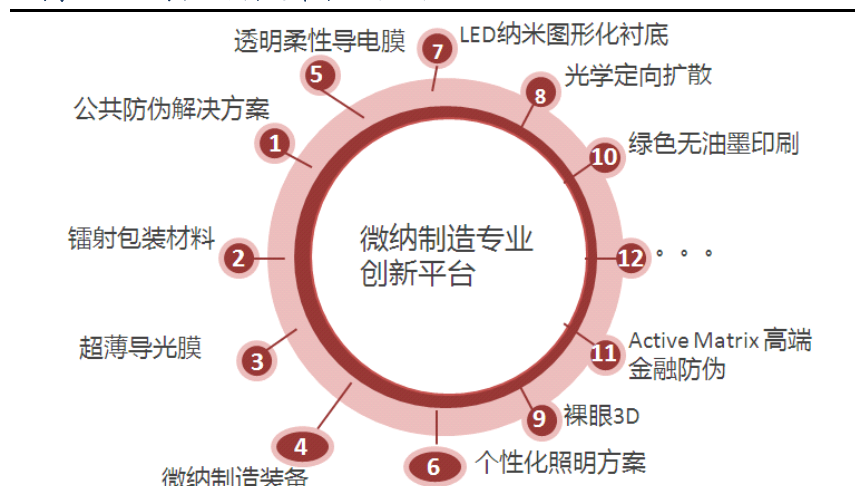 透明柔性导电膜
5
7
LED纳米图形化衬底
8
光学定向扩散
公共防伪解决方案
1
10
绿色无油墨印刷
镭射包装材料
2
微纳制造专业
创新平台
12
。。。
超薄导光膜
3
11
Active Matrix 高端
金融防伪
4
微纳制造装备
9
裸眼3D
6
个性化照明方案